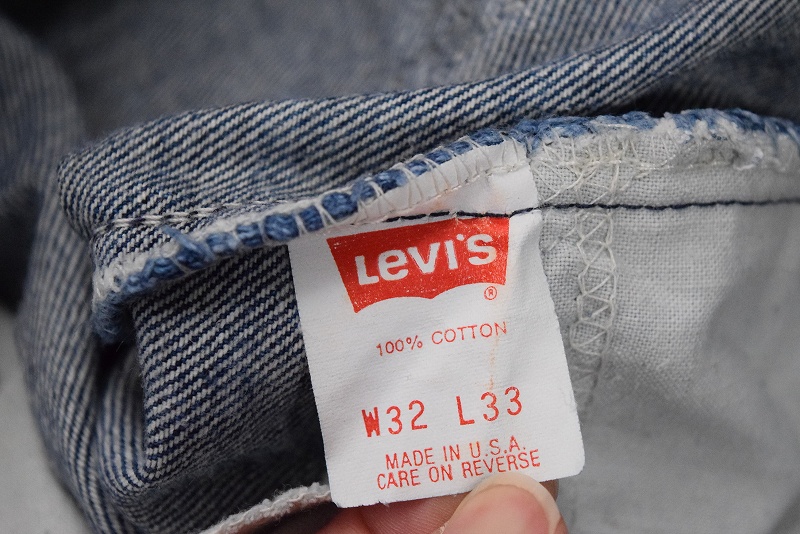 Levi's ®
100% COTTON
W32 L33
MADE IN U.S.A.
CARE ON REVERSE